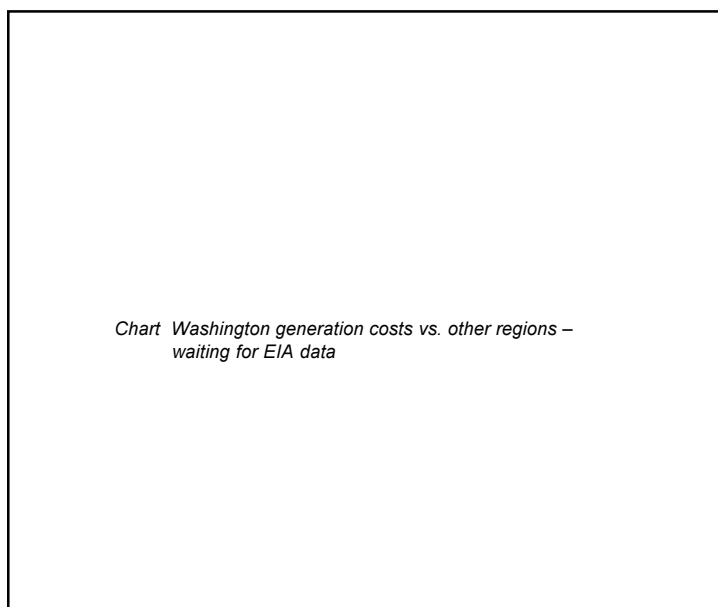 Chart Washington generation costs vs. other regions –
waiting for EIA data